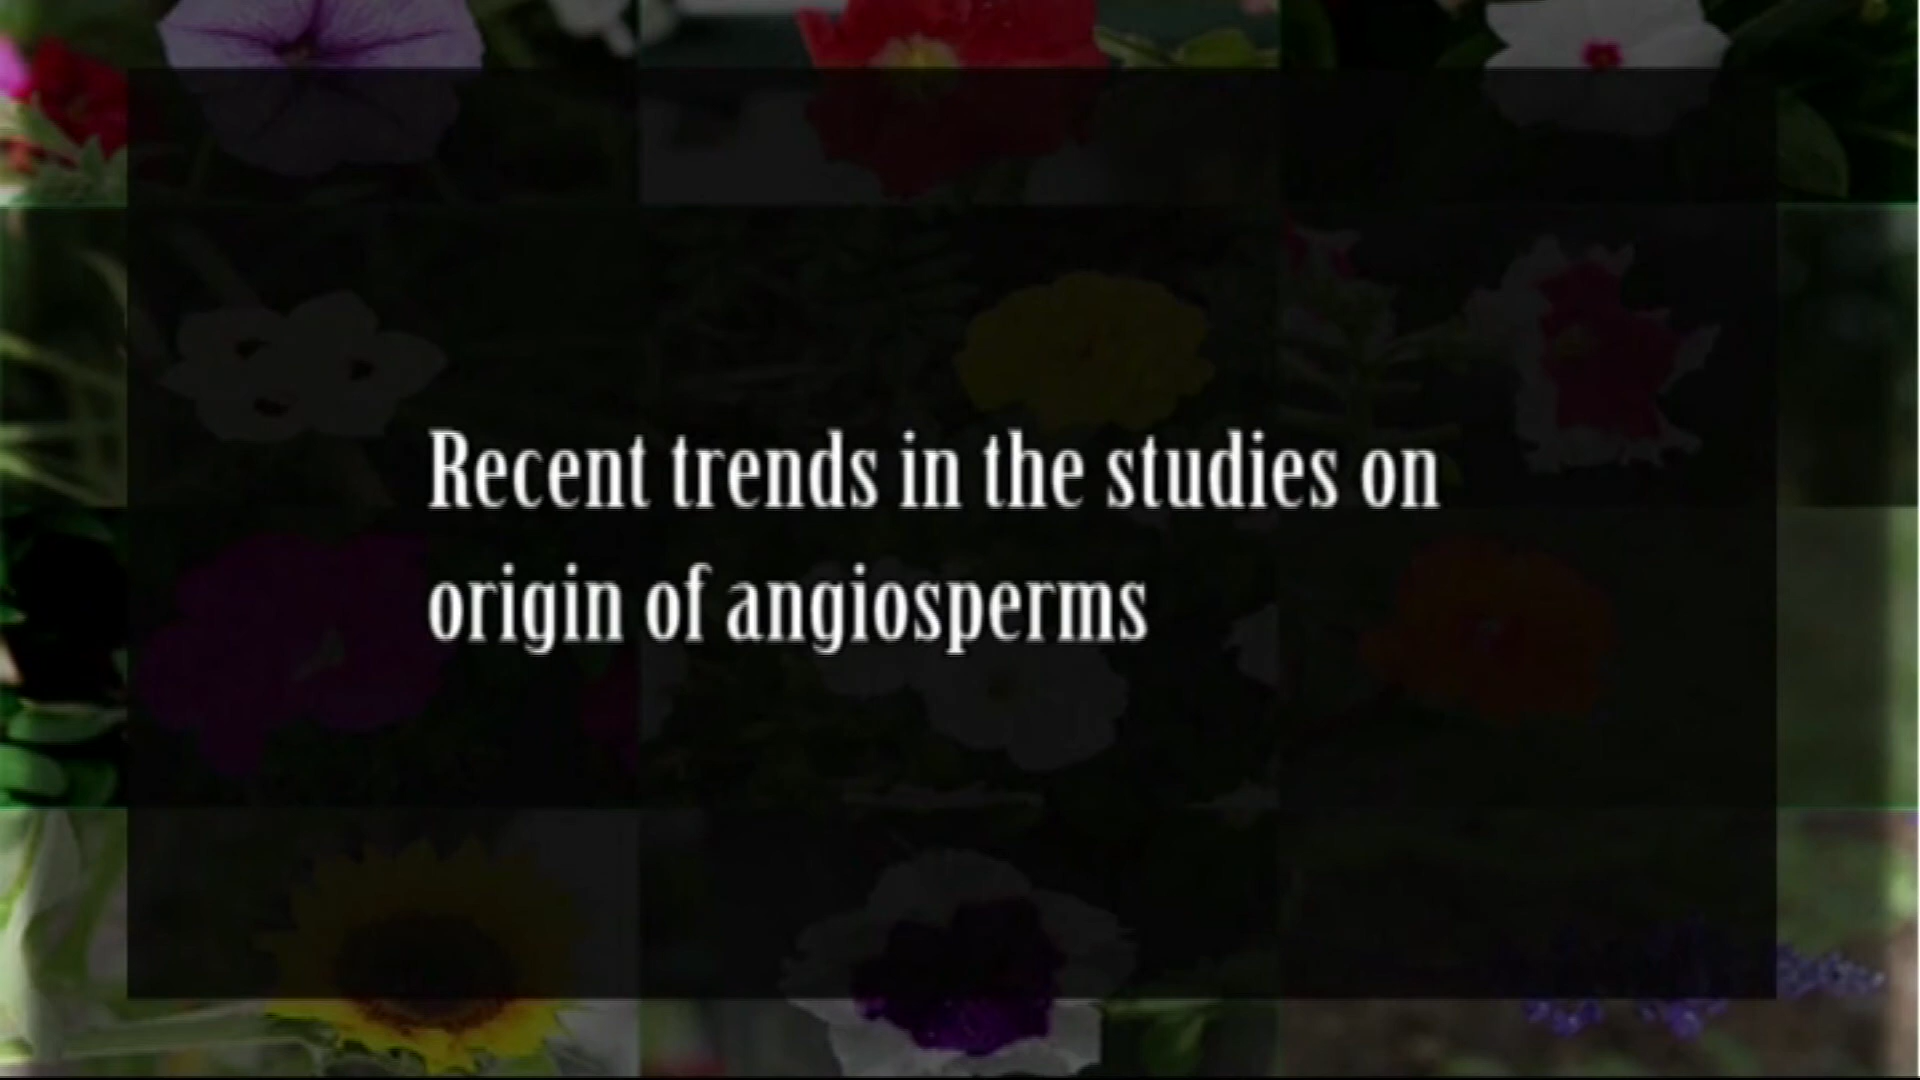 Recent trends in the studies on
origin of angiosperms